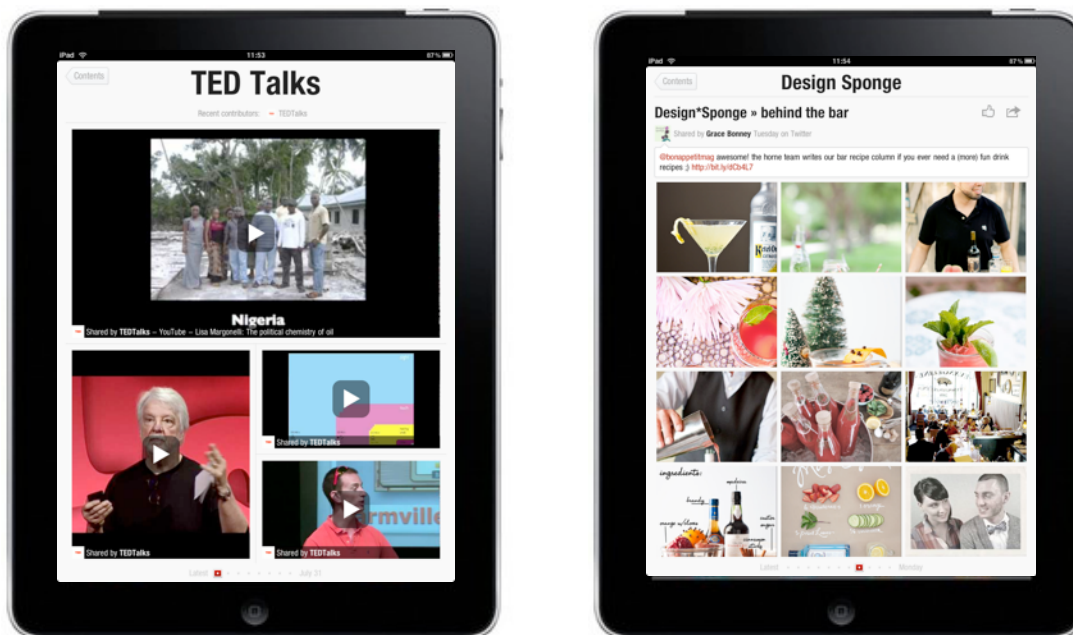 iPad 11:53 87%
Contents
TED Talks
Recent contributors: TEDTalks
Nigeria
Shared by TEDTalks – YouTube – Lisa Margonelli: The political chemistry of oil
Shared by TEDTalks
rmville
Shared by TEDTalks
Shared by TEDTalks
Latest July 31
iPad 11:54 87%
Contents
Design Sponge
Design*Sponge » behind the bar
Shared by Grace Bonney Tuesday on Twitter
@bonappetitmag awesome! the home team writes our bar recipe column if you ever need a (more) fun drink
recipes ;) http://bit.ly/dCb4L7
ingredients:
brandy
Latest Monday